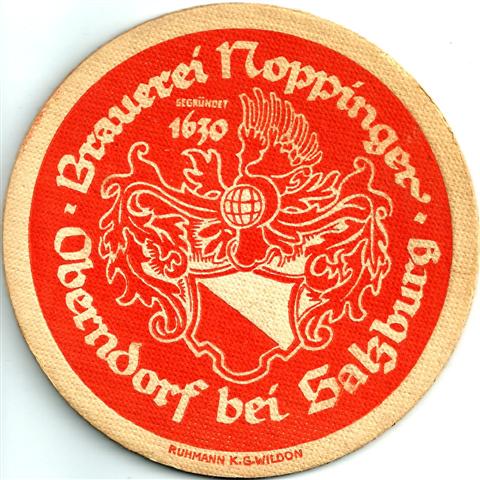 Brauerei Noppinger
GEGRÜNDET
1630
· Oberndorf bei Salzburg ·
RUHMANN K.G.WILDON